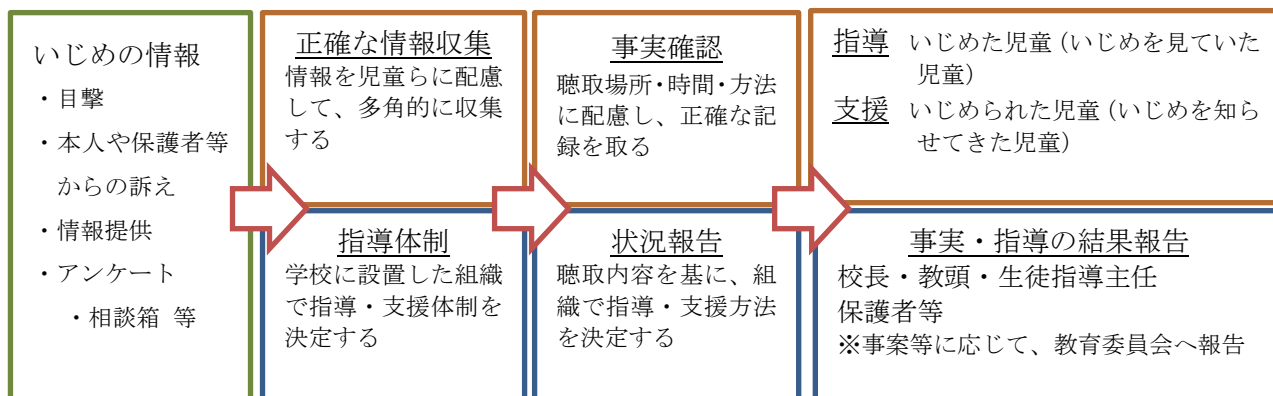 いじめの情報
・目撃
・本人や保護者等
からの訴え
・情報提供
・アンケート
・相談箱 等
正確な情報収集
情報を児童らに配慮
して、多角的に収集
する
指導体制
学校に設置した組織
で指導・支援体制を
決定する
事実確認
聴取場所・時間・方法
に配慮し、正確な記
録を取る
状況報告
聴取内容を基に、組
織で指導・支援方法
を決定する
指導 いじめた児童（いじめを見ていた
児童）
支援 いじめられた児童（いじめを知ら
せてきた児童）
事実・指導の結果報告
校長・教頭・生徒指導主任
保護者等
※事案等に応じて、教育委員会へ報告